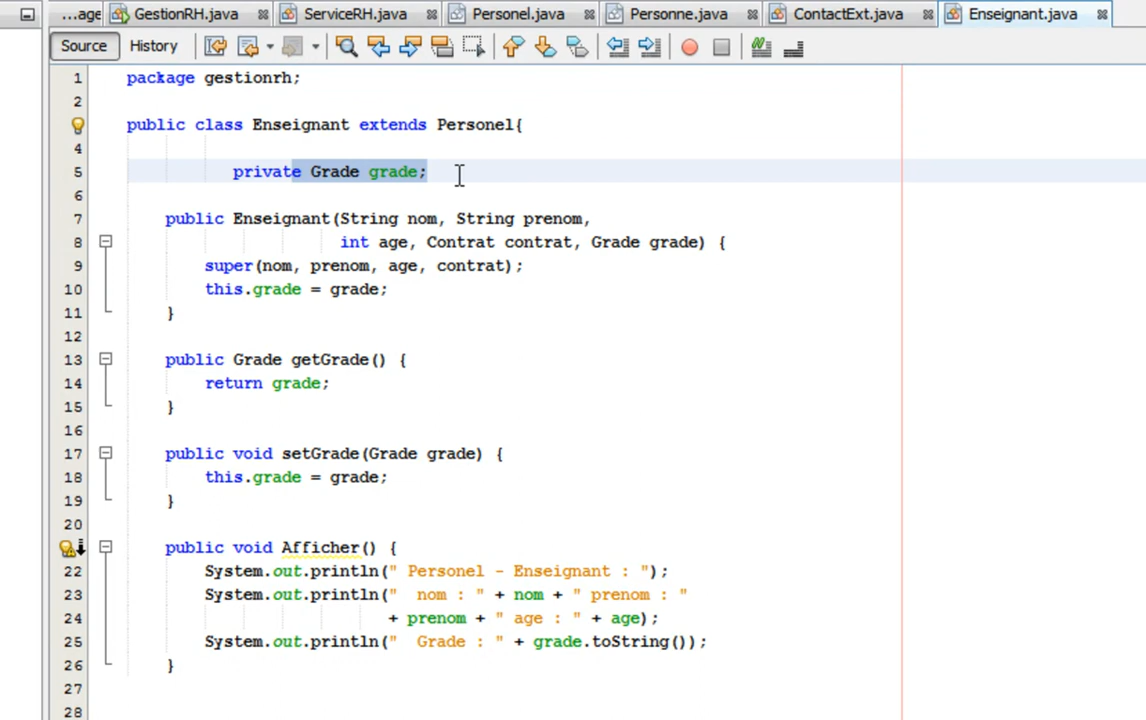 ...age GestionRH.java ServiceRH.java Personel.java Personne.java ContactExt.java Enseignant.java
Source History
1 package gestionrh;
2
public class Enseignant extends Personel{
4
5 private Grade grade;
6
7 public Enseignant(String nom, String prenom,
8 int age, Contrat contrat, Grade grade) {
9 super(nom, prenom, age, contrat);
10 this.grade = grade;
11 }
12
13 public Grade getGrade() {
14 return grade;
15 }
16
17 public void setGrade(Grade grade) {
18 this.grade = grade;
19 }
20
public void Afficher() {
22 System.out.println(" Personel - Enseignant : ");
23 System.out.println("  nom : " + nom + " prenom : "
24 + prenom + " age : " + age);
25 System.out.println("  Grade : " + grade.toString());
26 }
27
28